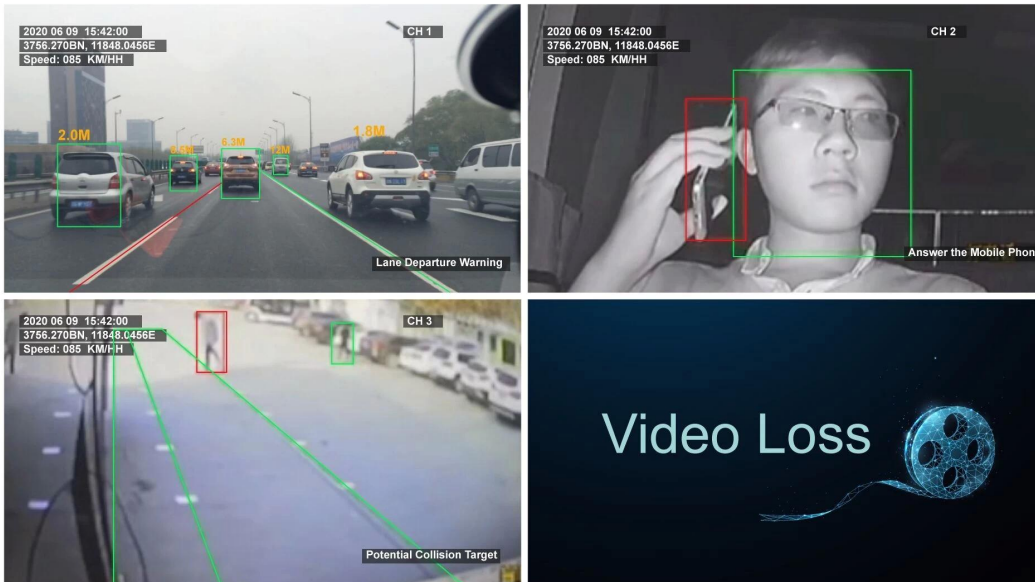 2020 06 09 15:42:00
3756.270BN, 11848.0456E
Speed: 085 KM/HH
CH 1
2.0M
6.3M
12M
1.8M
Lane Departure Warning
2020 06 09 15:42:00
3756.270BN, 11848.0456E
Speed: 085 KM/HH
CH 2
Answer the Mobile Phon
2020 06 09 15:42:00
3756.270BN, 11848.0456E
Speed: 085 KM/HH
CH 3
Potential Collision Target
Video Loss